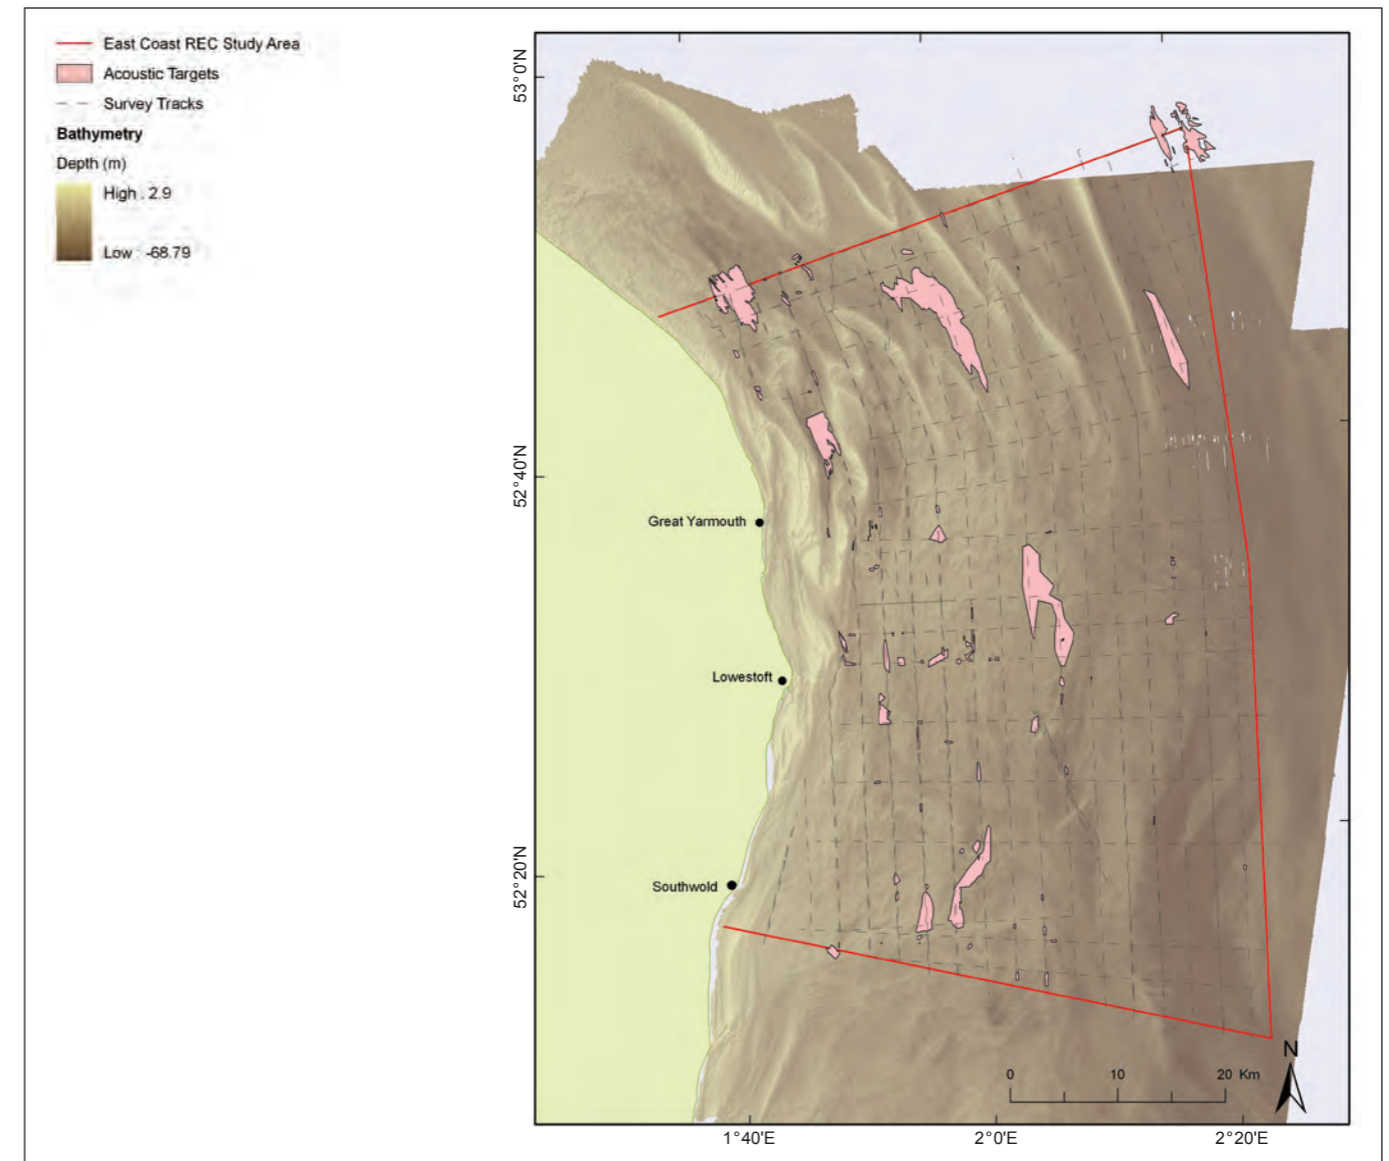 East Coast REC Study Area
Acoustic Targets
Survey Tracks
Bathymetry
Depth (m)
High : 2.9
Low : -68.79
53°0'N
52°40'N
Great Yarmouth
Lowestoft
52°20'N
Southwold
N
0 10 20 Km
1°40'E 2°0'E 2°20'E